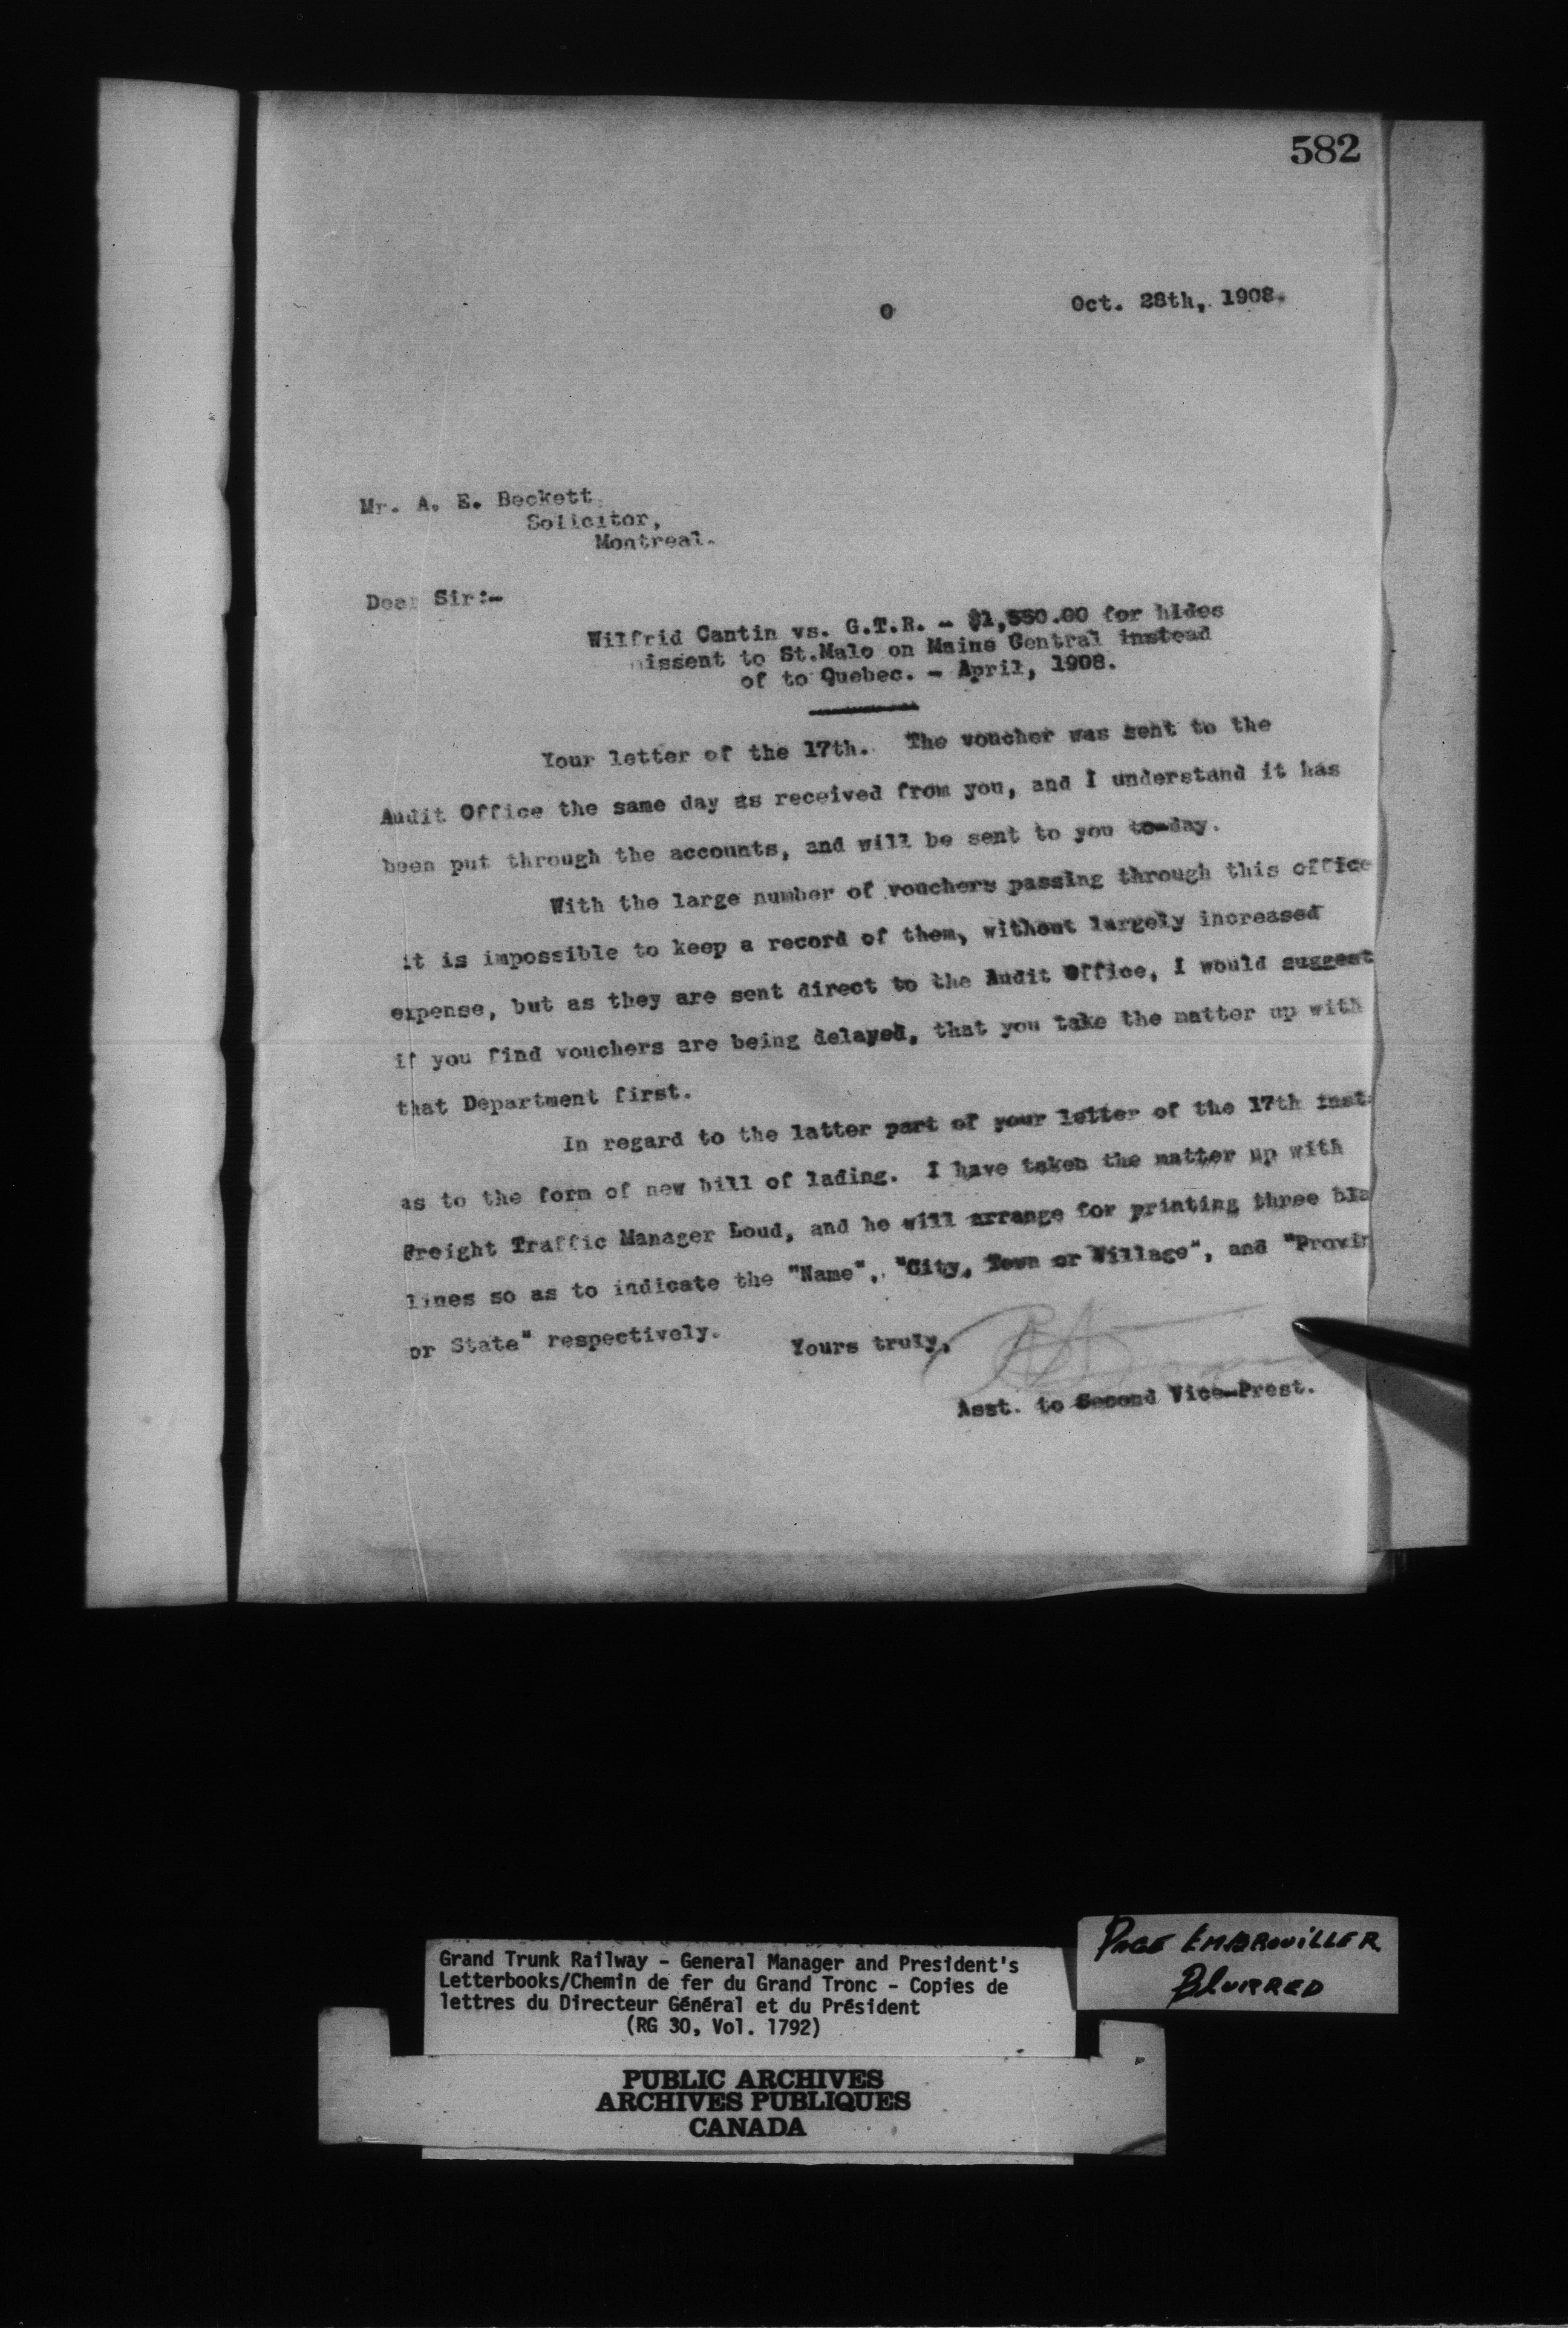 582
O Oct. 28th, 1908.
Mr. A. E. Beckett
Solicitor,
Montreal.
Dear Sir:-
Wilfrid Cantin vs. G.T.R. - $1,550.00 for hides
missent to St.Malo on Maine Central instead
of to Quebec. - April, 1908.
Your letter of the 17th. The voucher was sent to the
Audit Office the same day as received from you, and I understand it has
been put through the accounts, and will be sent to you to-day.
With the large number of vouchers passing through this office
it is impossible to keep a record of them, without largely increased
expense, but as they are sent direct to the Audit Office, I would suggest
if you find vouchers are being delayed, that you take the matter up with
that Department first.
In regard to the latter part of your letter of the 17th inst.
as to the form of new bill of lading. I have taken the matter up with
Freight Traffic Manager Loud, and he will arrange for printing three bla
lines so as to indicate the "Name", "City, Town or Village", and "Provin
or State" respectively.
Yours truly,
Asst. to Second Vice-Prest.
PAGE EMBROUILLER
BLURRED
Grand Trunk Railway - General Manager and President's
Letterbooks/Chemin de fer du Grand Tronc - Copies de
lettres du Directeur Général et du Président
(RG 30, Vol. 1792)
PUBLIC ARCHIVES
ARCHIVES PUBLIQUES
CANADA